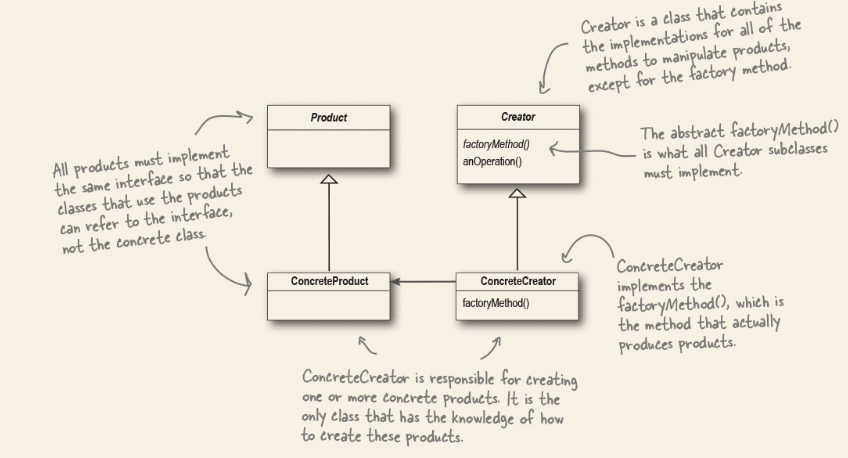 Creator is a class that contains
the implementations for all of the
methods to manipulate products,
except for the factory method.
Product
Creator
factoryMethod()
anOperation()
The abstract factoryMethod()
is what all Creator subclasses
must implement.
All products must implement
the same interface so that the
classes that use the products
can refer to the interface,
not the concrete class.
ConcreteProduct
ConcreteCreator
factoryMethod()
ConcreteCreator
implements the
factoryMethod(), which is
the method that actually
produces products.
ConcreteCreator is responsible for creating
one or more concrete products. It is the
only class that has the knowledge of how
to create these products.